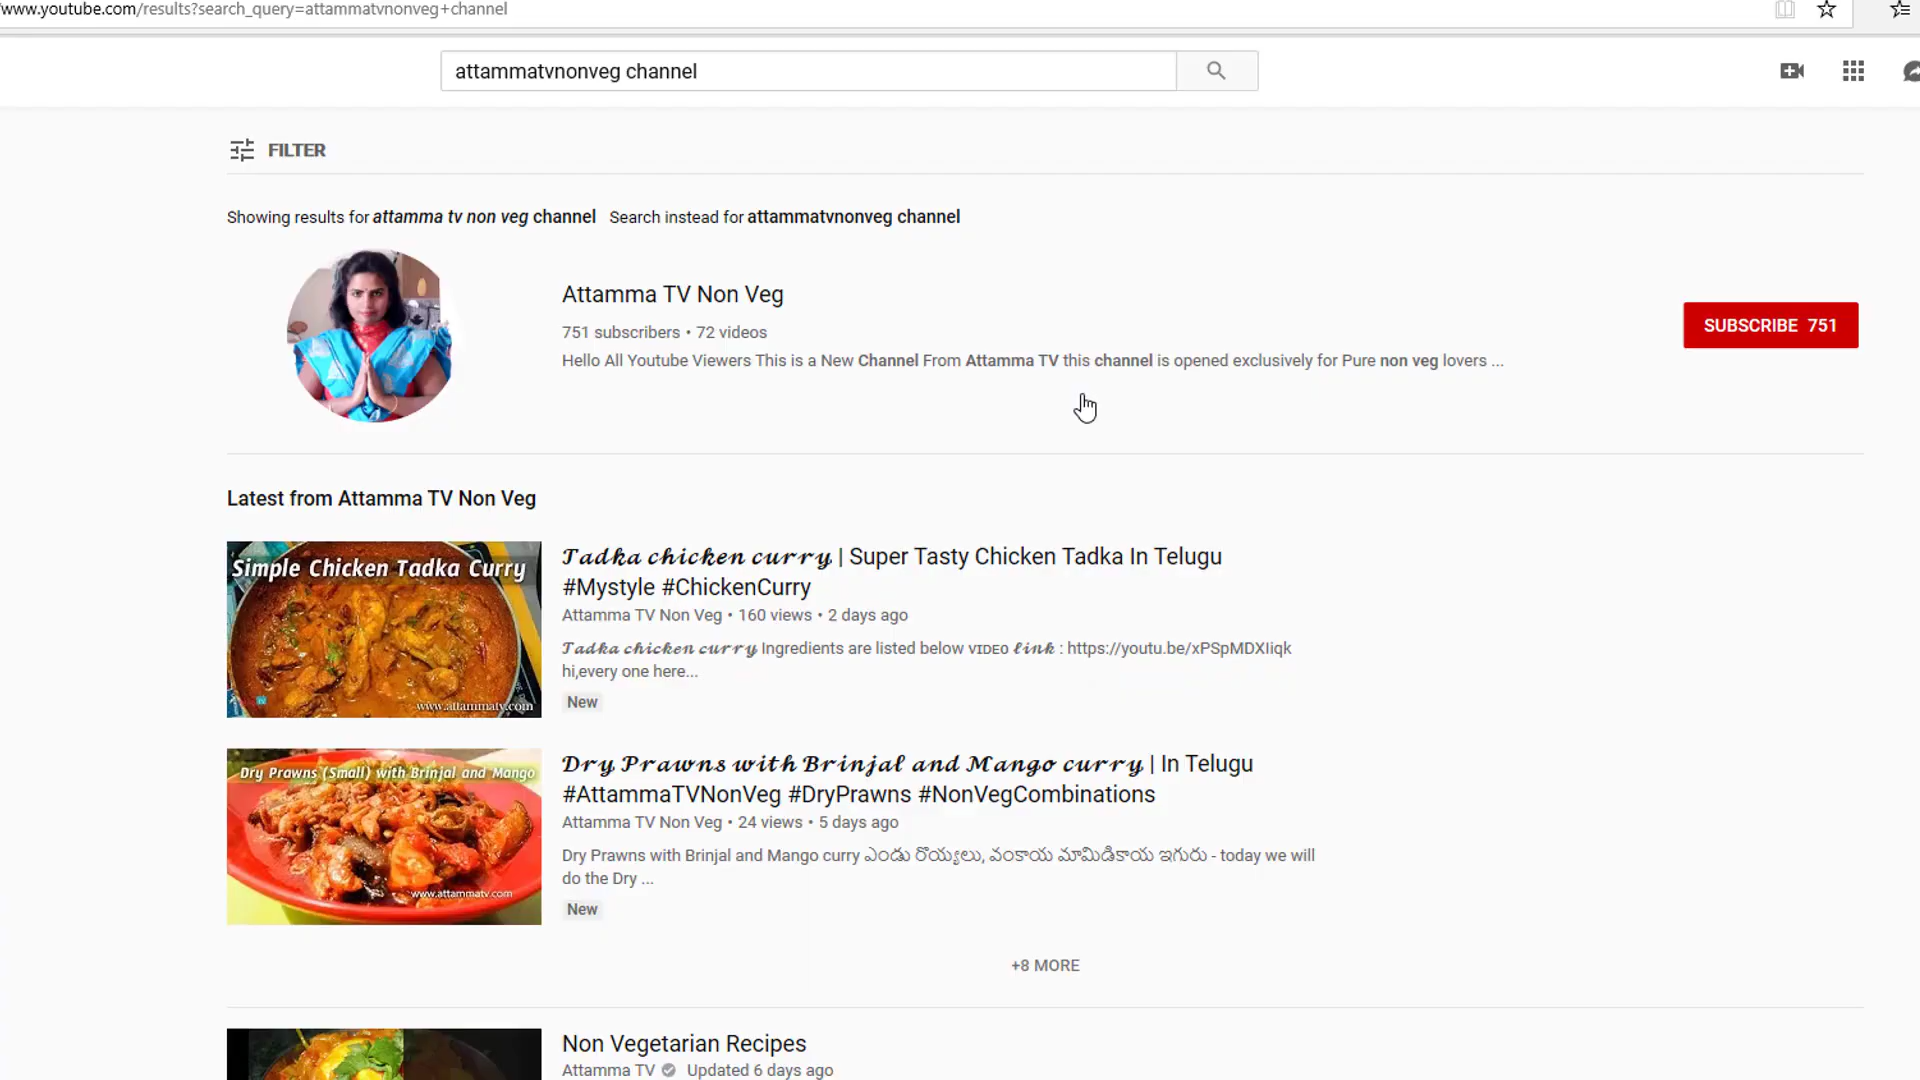 www.youtube.com/results?search_query=attammatvnonveg+channel
attammatvnonveg channel
FILTER
Showing results for attamma tv non veg channel Search instead for attammatvnonveg channel
Attamma TV Non Veg
751 subscribers • 72 videos
Hello All Youtube Viewers This is a New Channel From Attamma TV this channel is opened exclusively for Pure non veg lovers ...
SUBSCRIBE 751
Latest from Attamma TV Non Veg
Simple Chicken Tadka Curry
www.attammatv.com
𝓣𝓪𝓭𝓴𝓪 𝓬𝓱𝓲𝓬𝓴𝓮𝓷 𝓬𝓾𝓻𝓻𝔂 | Super Tasty Chicken Tadka In Telugu
#Mystyle #ChickenCurry
Attamma TV Non Veg • 160 views • 2 days ago
𝓣𝓪𝓭𝓴𝓪 𝓬𝓱𝓲𝓬𝓴𝓮𝓷 𝓬𝓾𝓻𝓻𝔂 Ingredients are listed below ᴠɪᴅᴇᴏ 𝓵𝓲𝓷𝓴 : https://youtu.be/xPSpMDXIiqk
hi,every one here...
New
Dry Prawns (Small) with Brinjal and Mango
www.attammatv.com
𝓓𝓻𝔂 𝓟𝓻𝓪𝔀𝓷𝓼 𝔀𝓲𝓽𝓱 𝓑𝓻𝓲𝓷𝓳𝓪𝓵 𝓪𝓷𝓭 𝓜𝓪𝓷𝓰𝓸 𝓬𝓾𝓻𝓻𝔂 | In Telugu
#AttammaTVNonVeg #DryPrawns #NonVegCombinations
Attamma TV Non Veg • 24 views • 5 days ago
Dry Prawns with Brinjal and Mango curry ఎండు రొయ్యలు, వంకాయ మామిడికాయ ఇగురు - today we will
do the Dry ...
New
+8 MORE
Non Vegetarian Recipes
Attamma TV Updated 6 days ago